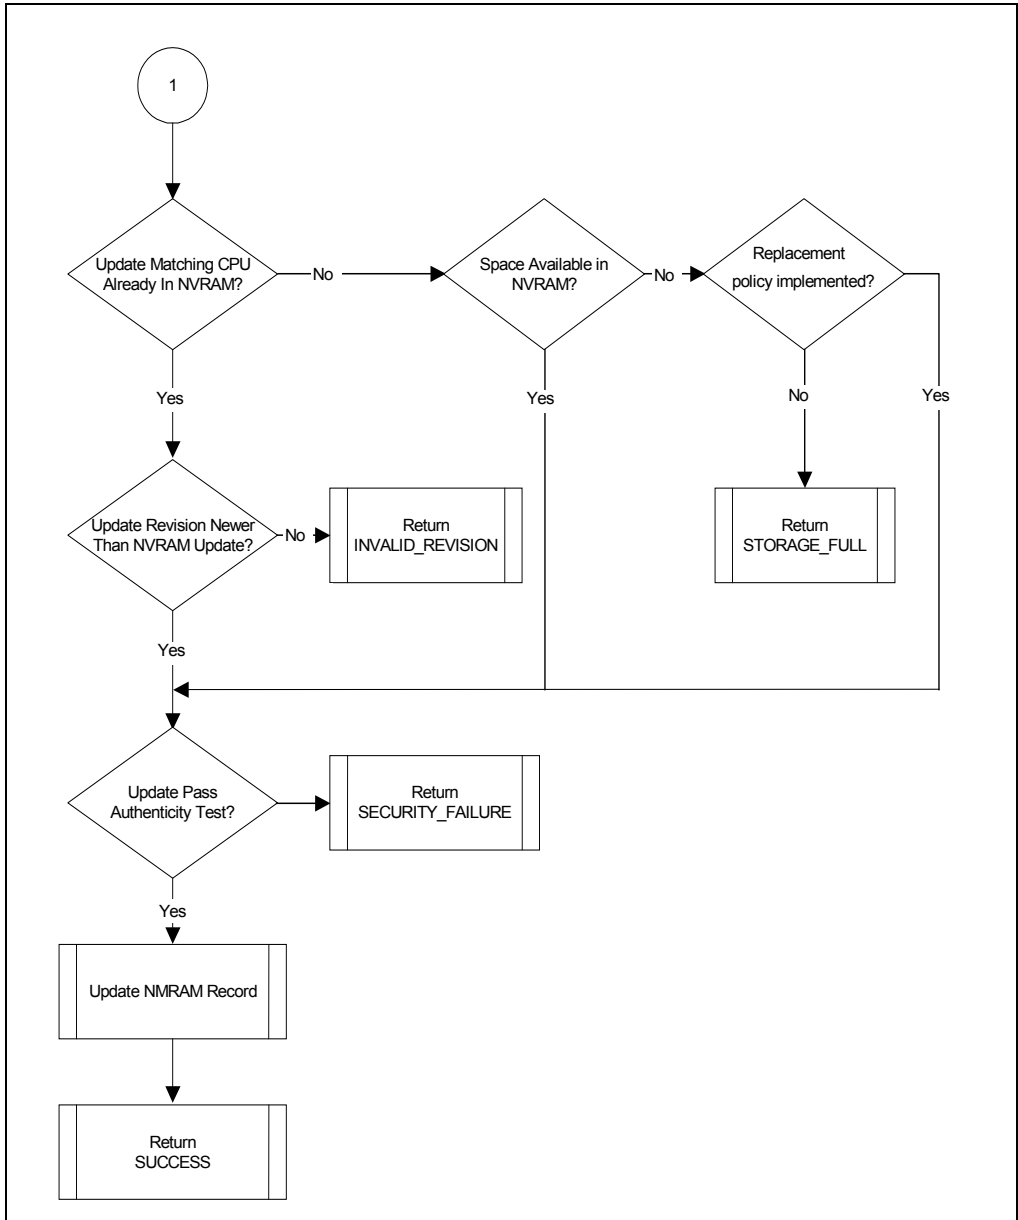 1
Update Matching CPU
Already In NVRAM?
No
Space Available in
NVRAM?
No
Replacement
policy implemented?
Yes
Yes
No
Yes
Update Revision Newer
Than NVRAM Update?
No
Return
INVALID_REVISION
Return
STORAGE_FULL
Yes
Update Pass
Authenticity Test?
Return
SECURITY_FAILURE
Yes
Update NMRAM Record
Return
SUCCESS